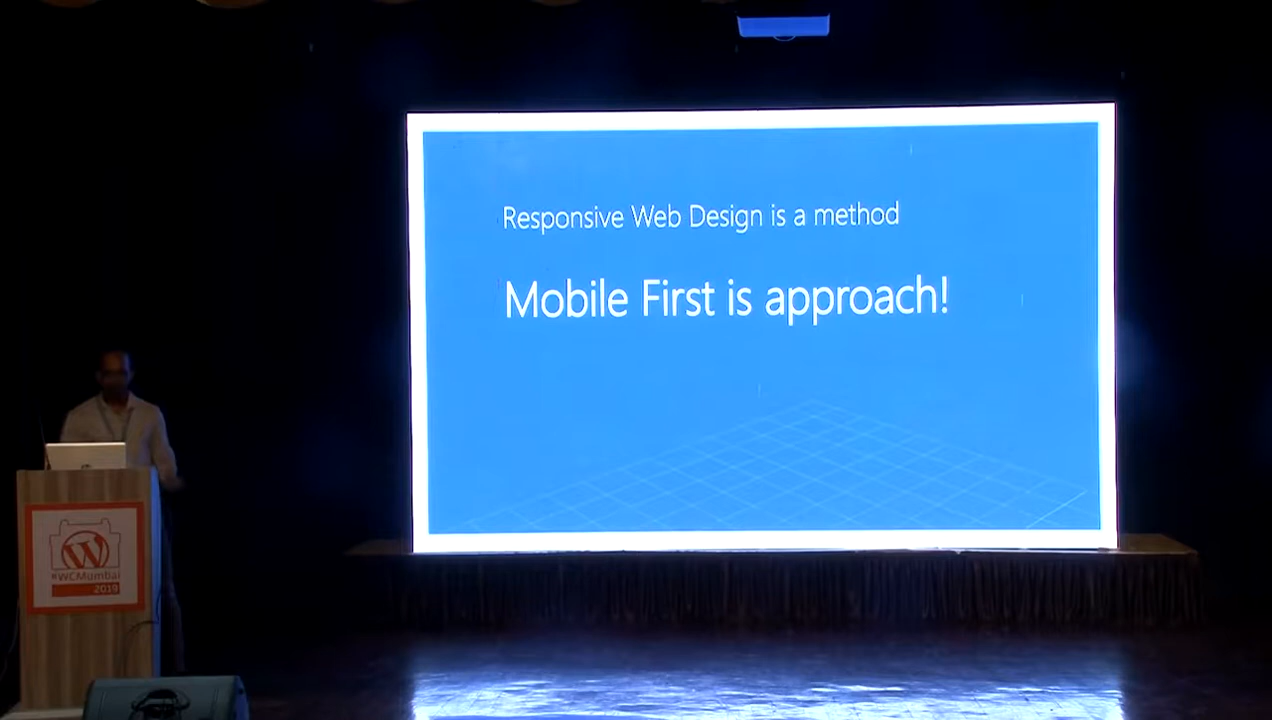 Responsive Web Design is a method
Mobile First is approach!
#WCMumbai
2019